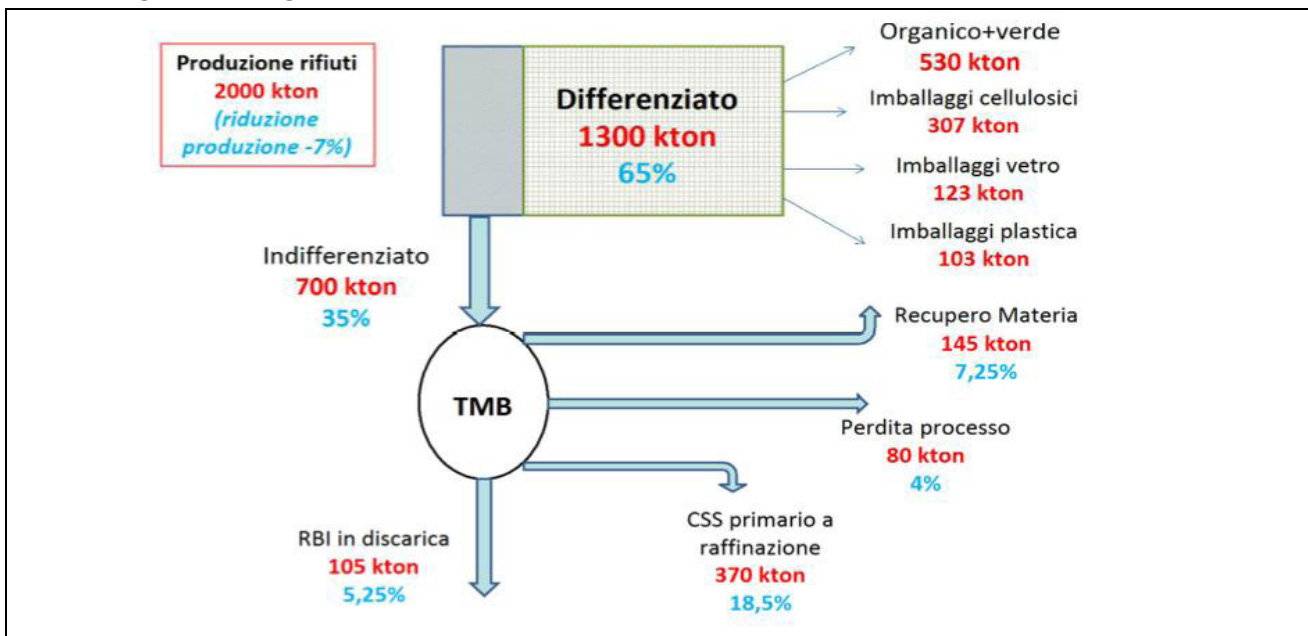 Produzione rifiuti
2000 kton
(riduzione
produzione -7%)
Differenziato
1300 kton
65%
Organico+verde
530 kton
Imballaggi cellulosici
307 kton
Imballaggi vetro
123 kton
Imballaggi plastica
103 kton
Indifferenziato
700 kton
35%
TMB
Recupero Materia
145 kton
7,25%
Perdita processo
80 kton
4%
CSS primario a
raffinazione
370 kton
18,5%
RBI in discarica
105 kton
5,25%